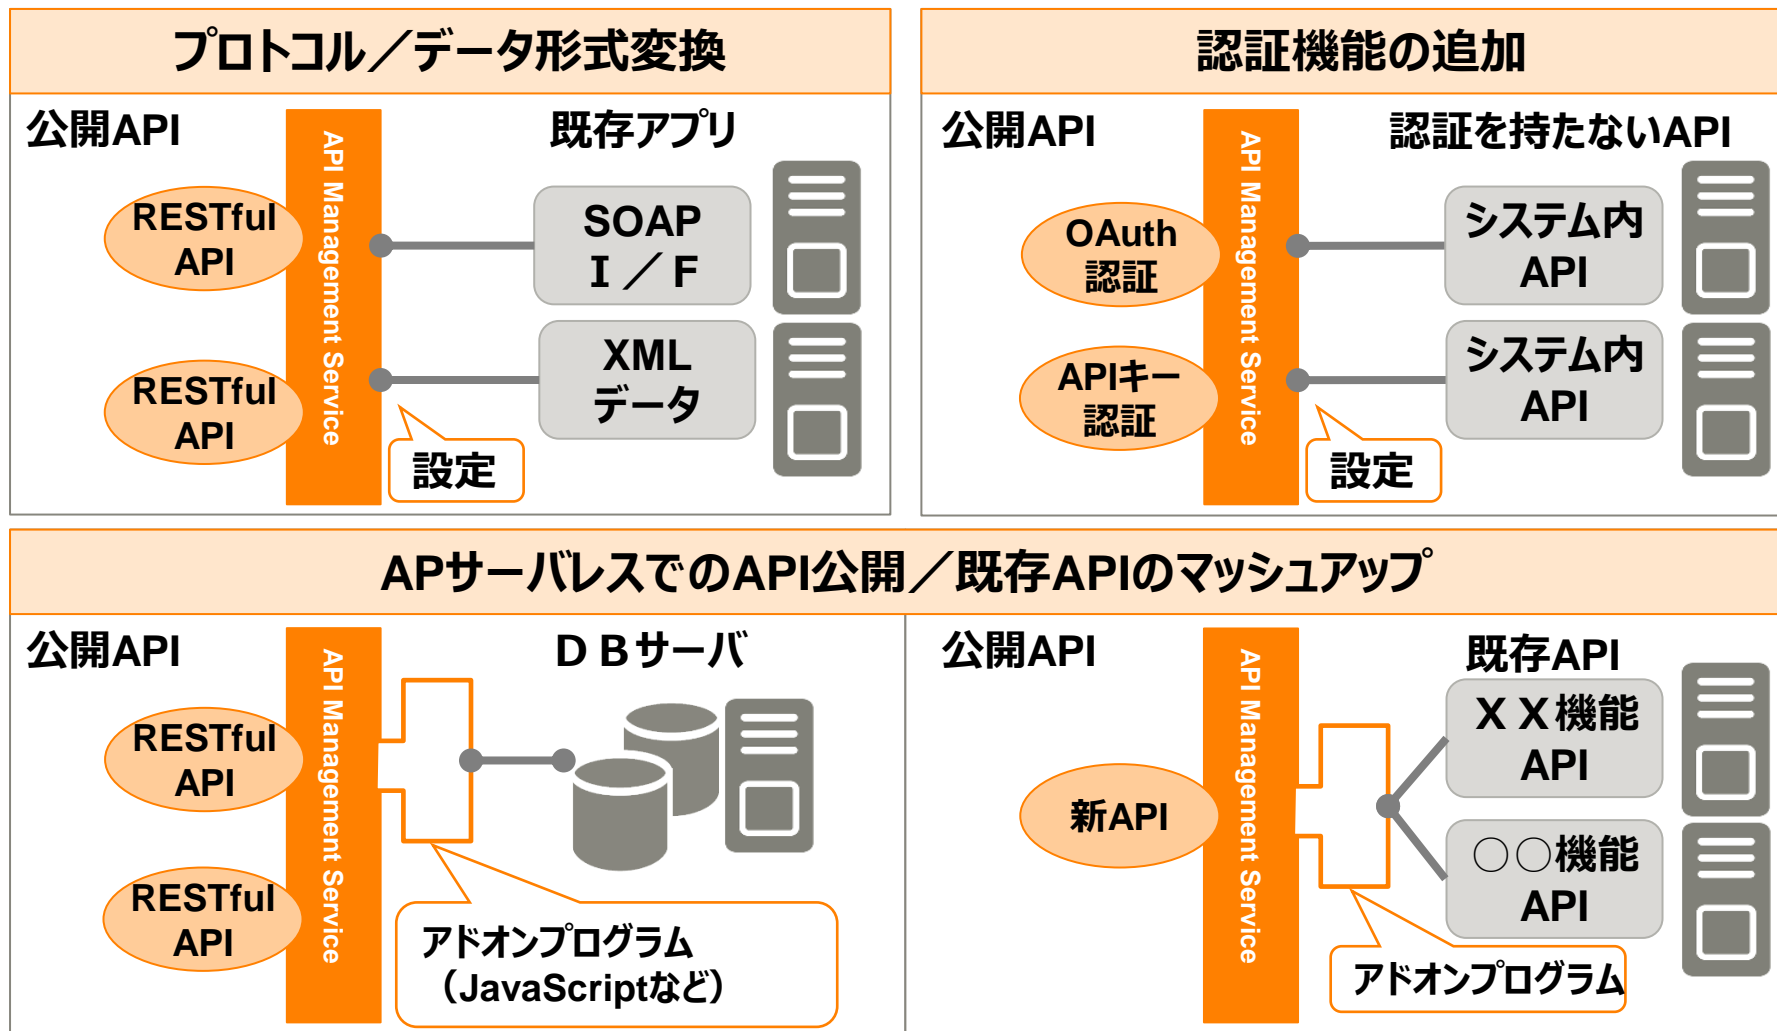 プロトコル／データ形式変換
公開API
API Management Service
既存アプリ
RESTful
API
SOAP
Ｉ／Ｆ
RESTful
API
XML
データ
設定
認証機能の追加
公開API
API Management Service
認証を持たないAPI
OAuth
認証
システム内
API
APIキー
認証
システム内
API
設定
APサーバレスでのAPI公開／既存APIのマッシュアップ
公開API
API Management Service
ＤＢサーバ
RESTful
API
RESTful
API
アドオンプログラム
（JavaScriptなど）
公開API
API Management Service
既存API
ＸＸ機能
API
新API
○○機能
API
アドオンプログラム